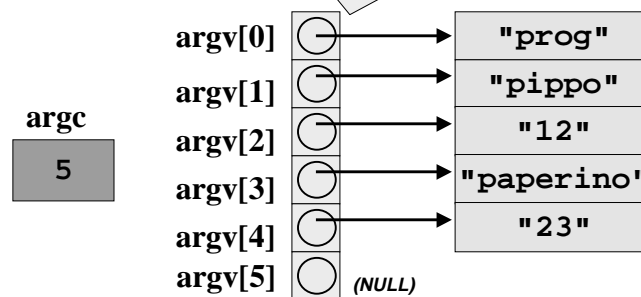 argv[0] "prog"
argv[1] "pippo"
argc
argv[2] "12"
5
argv[3] "paperino"
argv[4] "23"
argv[5] (NULL)